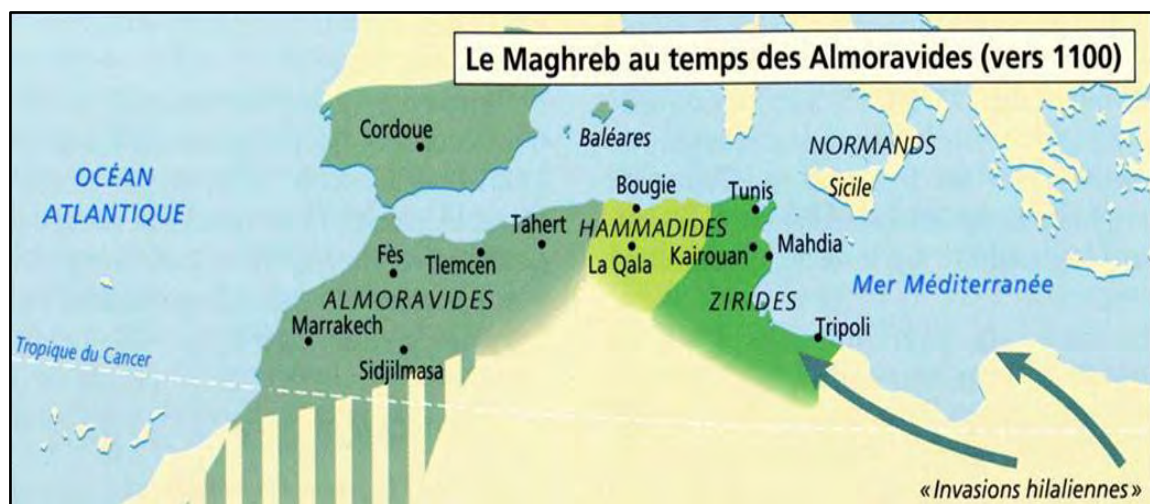 Le Maghreb au temps des Almoravides (vers 1100)
Cordoue
Baléares
NORMANDS
Sicile
OCÉAN
ATLANTIQUE
Bougie
Tunis
Tahert
HAMMADIDES
Fès
Tlemcen
La Qala
Kairouan
Mahdia
ALMORAVIDES
ZIRIDES
Mer Méditerranée
Marrakech
Tripoli
Sidjilmasa
Tropique du Cancer
« Invasions hilaliennes »